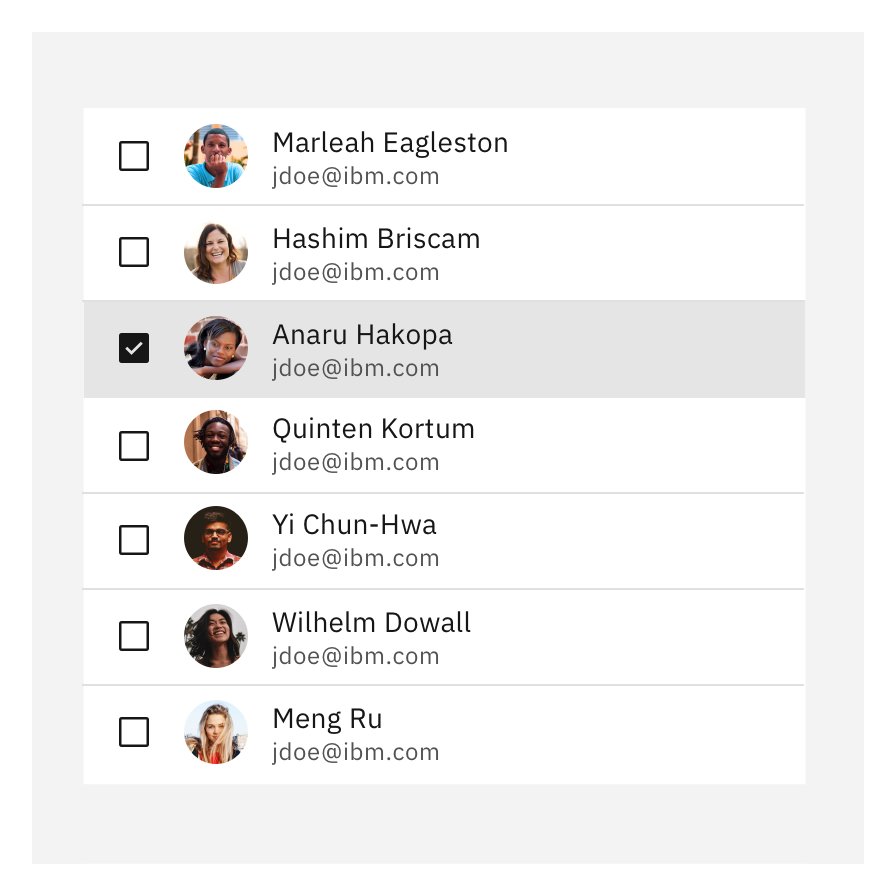 Marleah Eagleston
jdoe@ibm.com
Hashim Briscam
jdoe@ibm.com
Anaru Hakopa
jdoe@ibm.com
Quinten Kortum
jdoe@ibm.com
Yi Chun-Hwa
jdoe@ibm.com
Wilhelm Dowall
jdoe@ibm.com
Meng Ru
jdoe@ibm.com